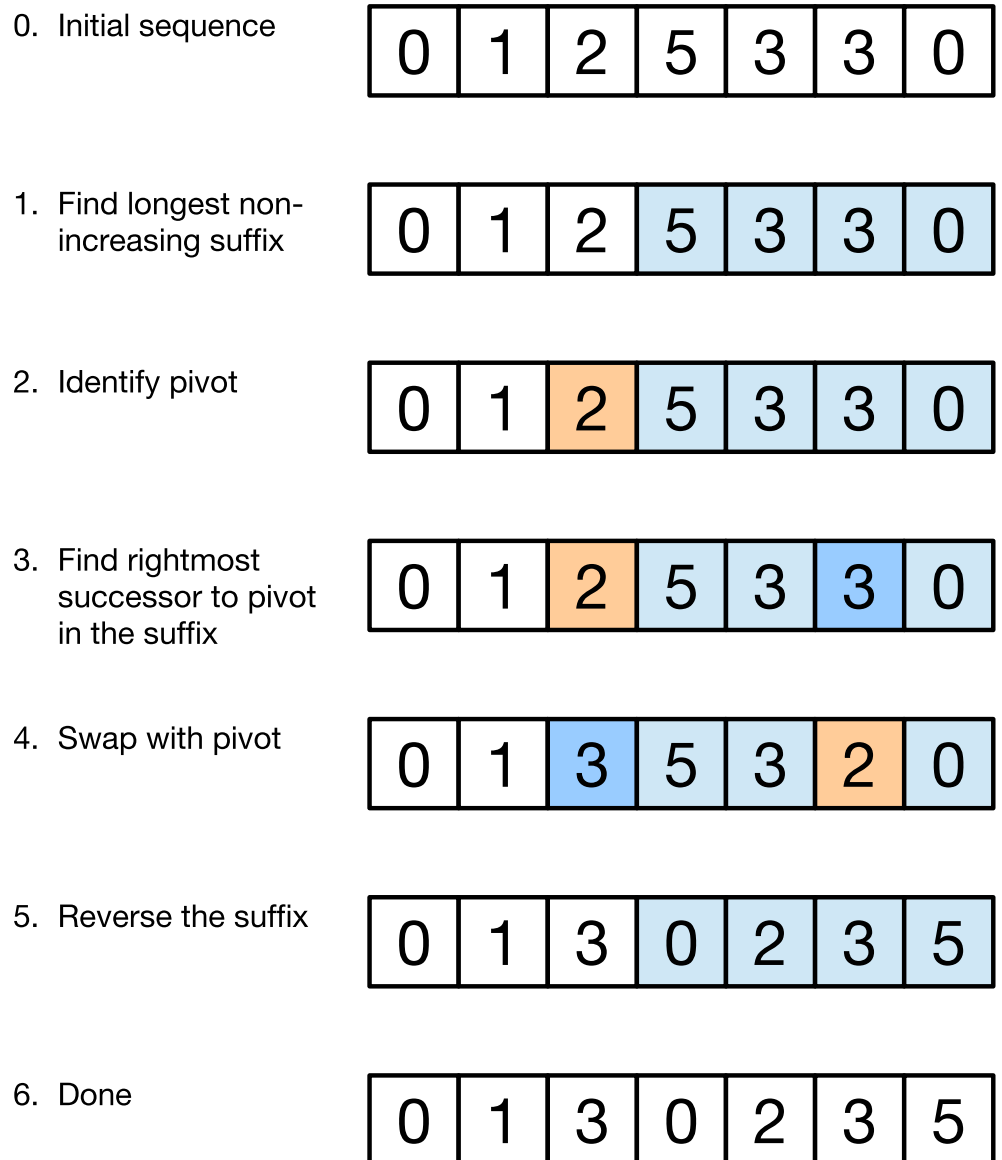 0. Initial sequence 0 1 2 5 3 3 0
1. Find longest non-
increasing suffix 0 1 2 5 3 3 0
2. Identify pivot 0 1 2 5 3 3 0
3. Find rightmost
successor to pivot 0 1 2 5 3 3 0
in the suffix
4. Swap with pivot 0 1 3 5 3 2 0
5. Reverse the suffix 0 1 3 0 2 3 5
6. Done 0 1 3 0 2 3 5